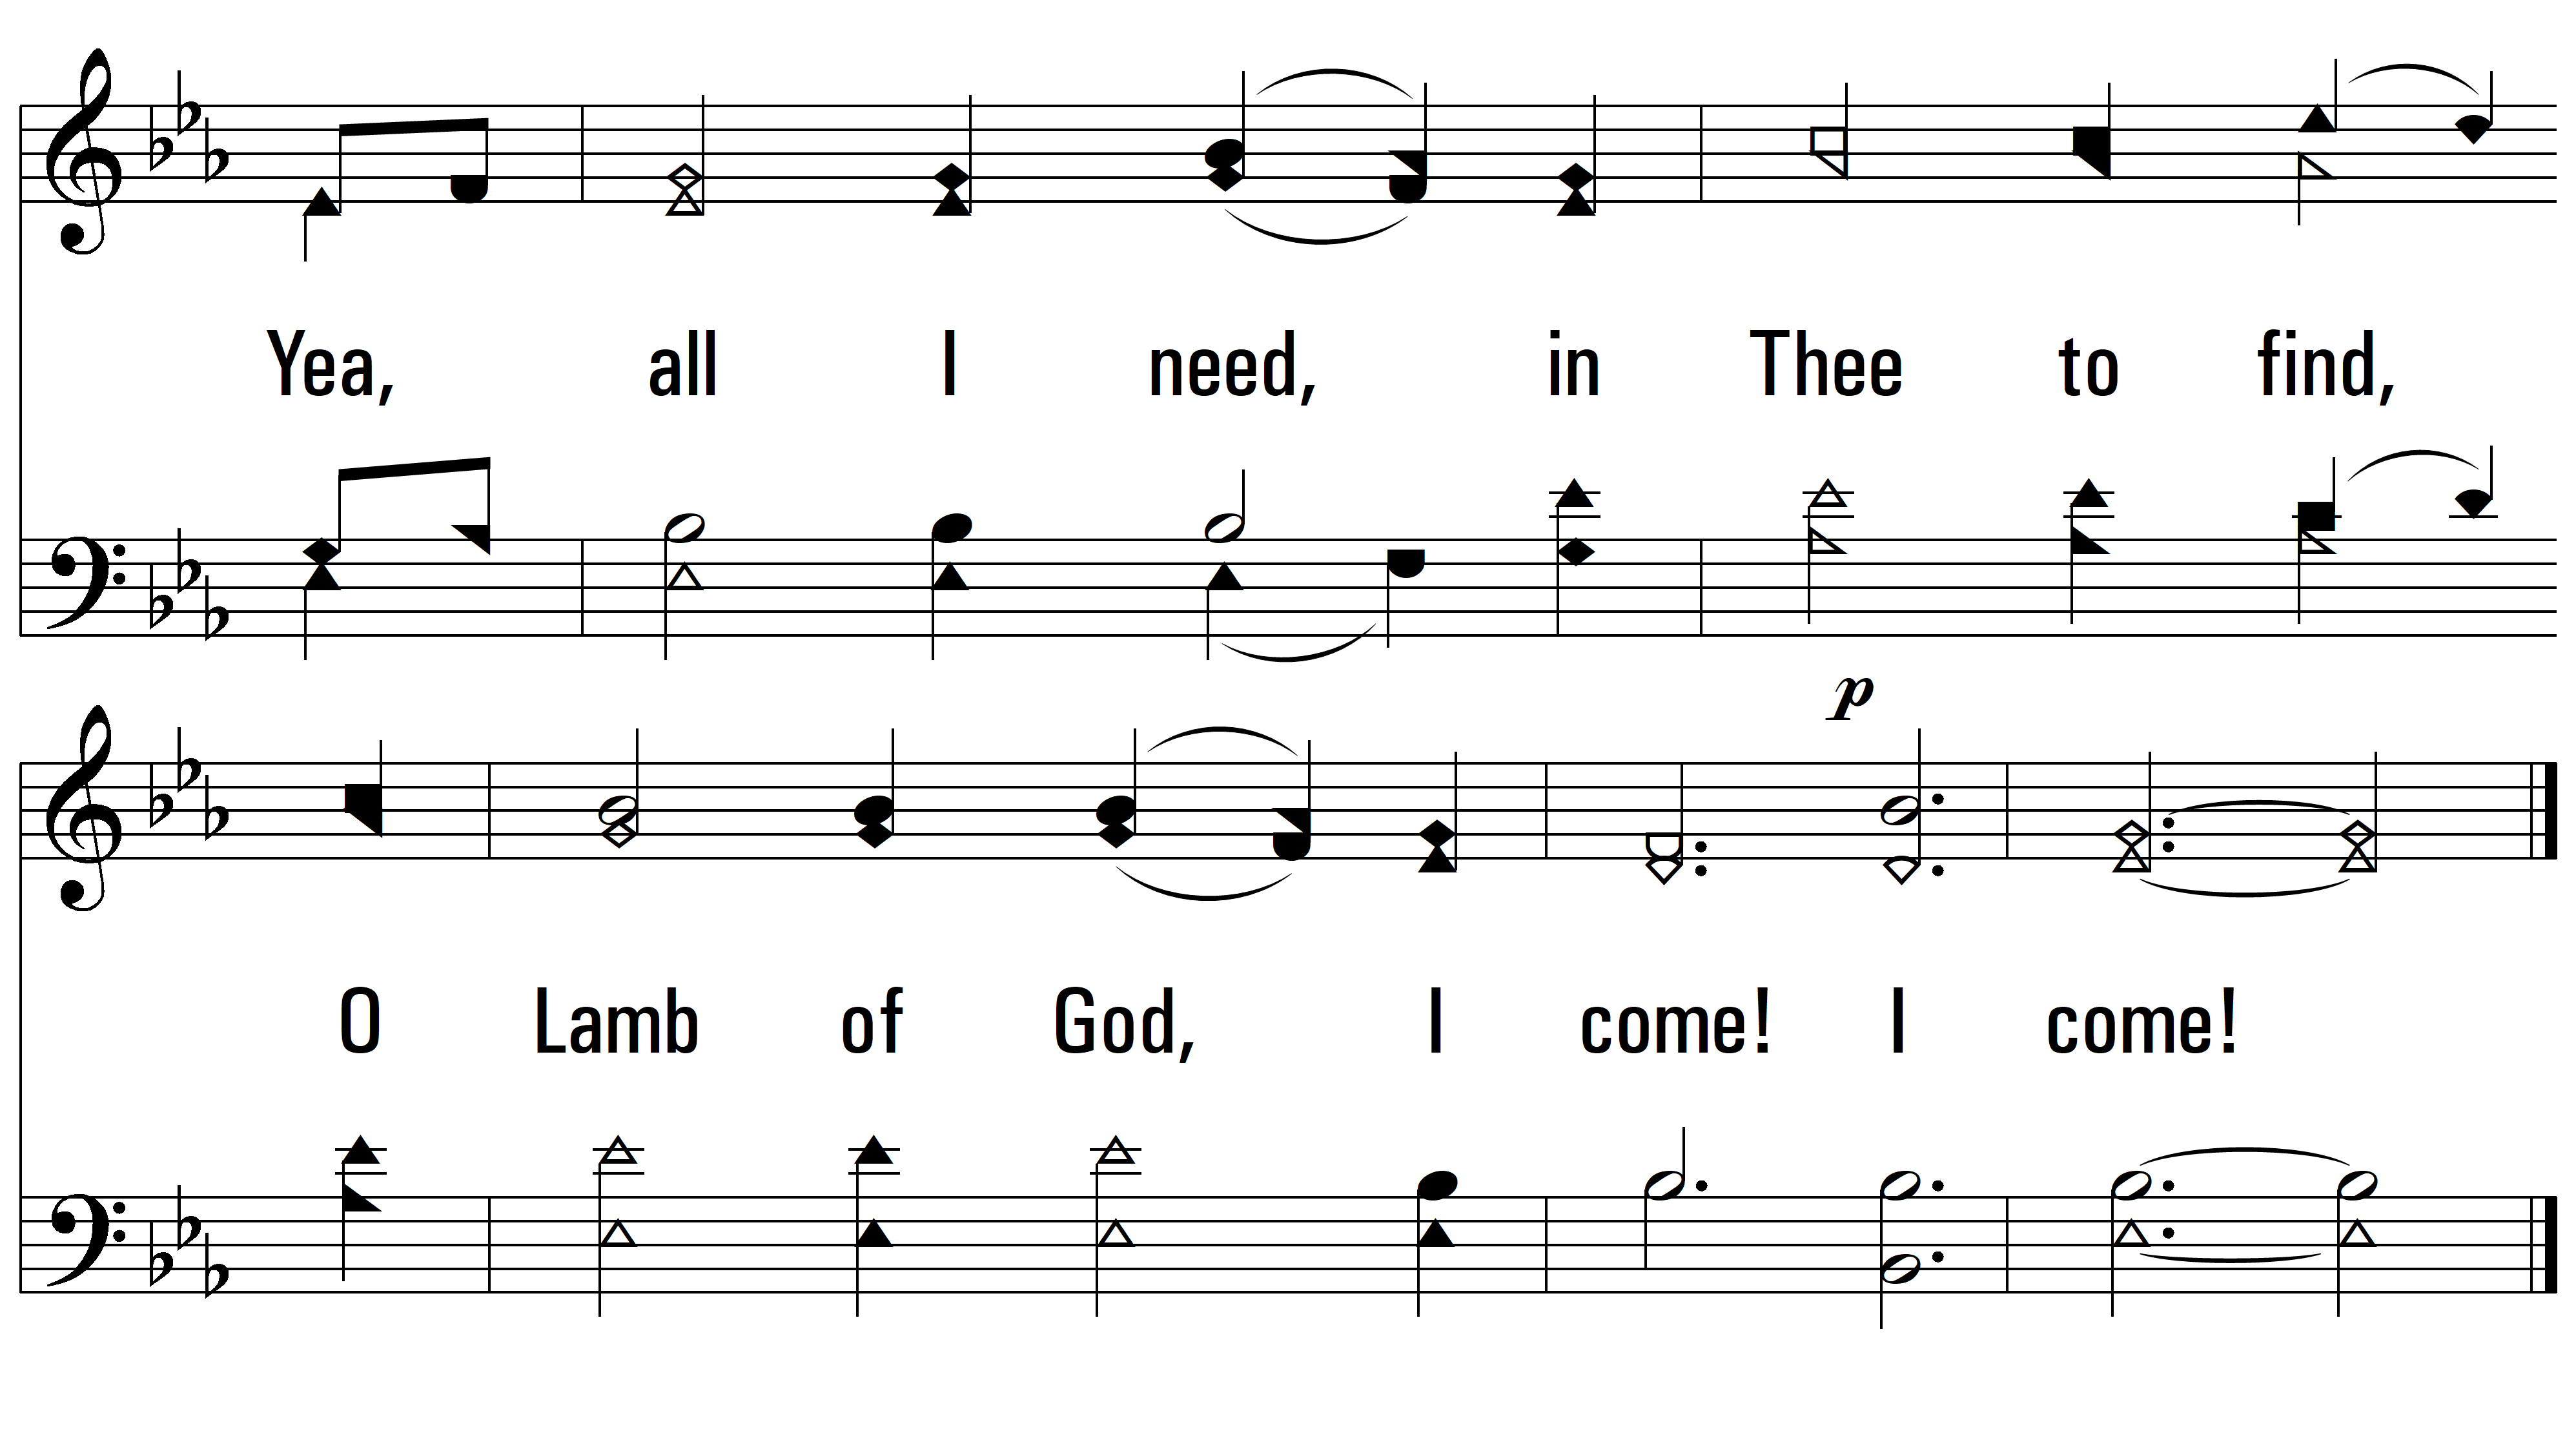 Yea, all I need, in Thee to find,
p
O Lamb of God, I come! I come!